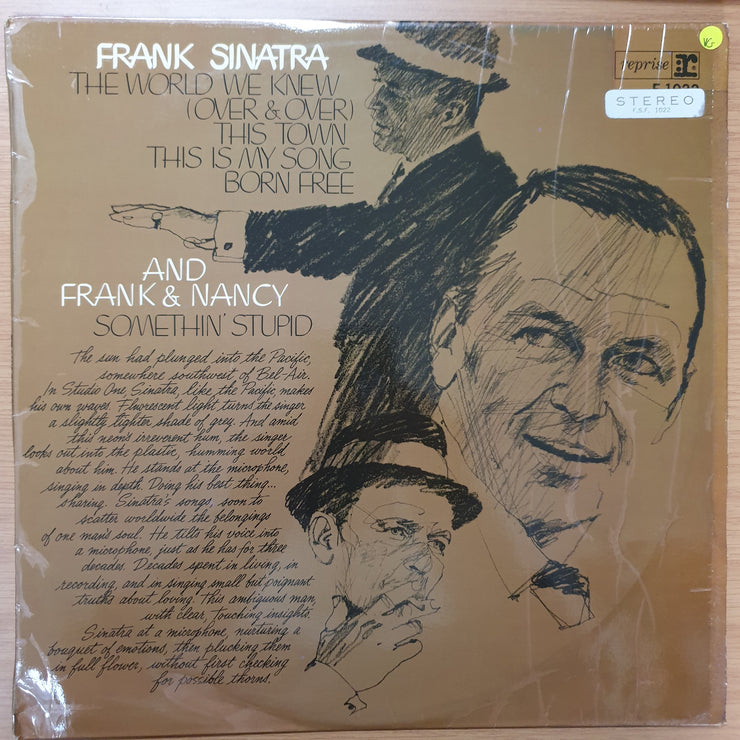 FRANK SINATRA
THE WORLD WE KNEW
(OVER & OVER)
THIS TOWN
THIS IS MY SONG
BORN FREE
reprise r:
F 1022
STEREO
F.S.F. 1022
VG
AND
FRANK & NANCY
SOMETHIN' STUPID
The sun had plunged into the Pacific,
somewhere southwest of Bel-Air.
In Studio One, Sinatra, like the Pacific, makes
his own waves. Fluorescent light turns the singer
a slightly lighter shade of grey. And amid
this neon's irreverent hum, the singer
looks out into the plaster, humming world
about him. He stands at the microphone,
singing in depth. Doing his best thing...
sharing. Sinatra's songs, soon to
scatter worldwide the belongings
of one man's soul. He tilts his voice into
a microphone, just as he has for three
decades. Decades spent in living, in
recording, and in singing small but poignant
truths about loving. This ambiguous man,
with clear, touching insights.
Sinatra at a microphone, nurturing a
bouquet of emotions, then plucking them
in full flower, without first checking
for possible thorns.